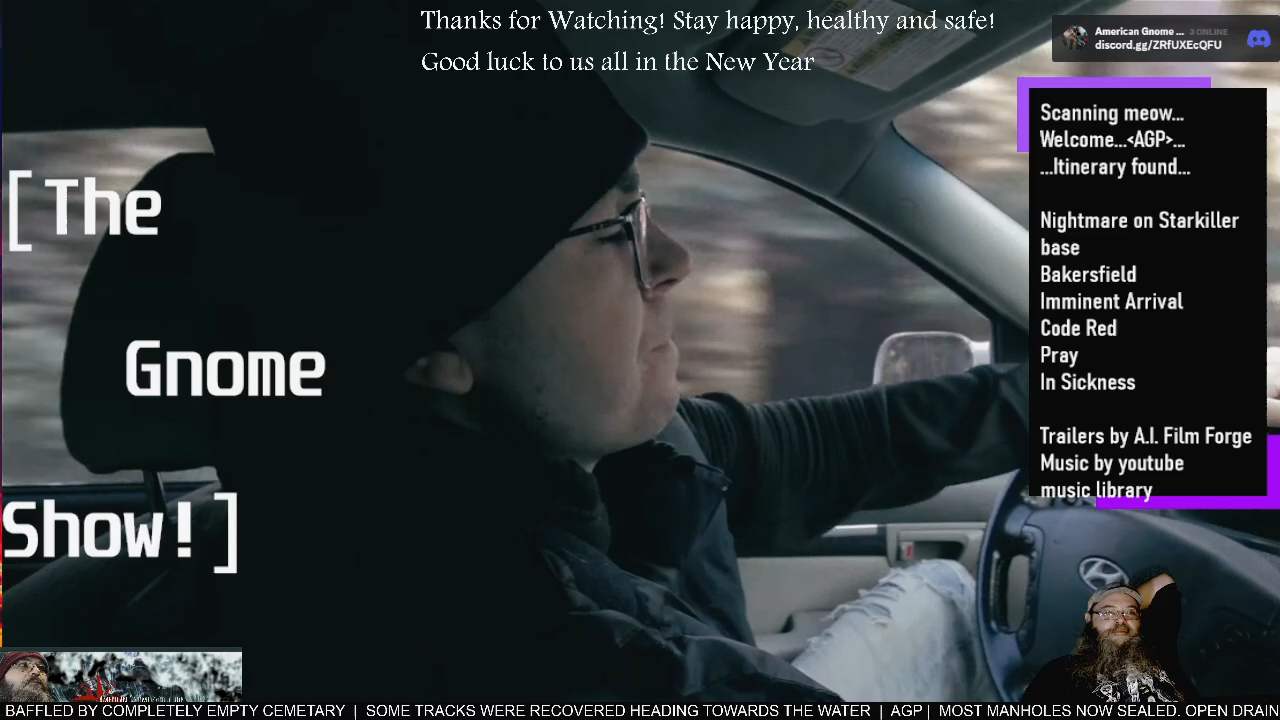 Thanks for Watching! Stay happy, healthy and safe!
Good luck to us all in the New Year
American Gnome ... 3 ONLINE
discord.gg/ZRfUXEcQFU
[The
Gnome
Show!]
Scanning meow...
Welcome...<AGP>...
...Itinerary found...
Nightmare on Starkiller
base
Bakersfield
Imminent Arrival
Code Red
Pray
In Sickness
Trailers by A.I. Film Forge
Music by youtube
music library
BAFFLED BY COMPLETELY EMPTY CEMETARY | SOME TRACKS WERE RECOVERED HEADING TOWARDS THE WATER | AGP | MOST MANHOLES NOW SEALED, OPEN DRAIN